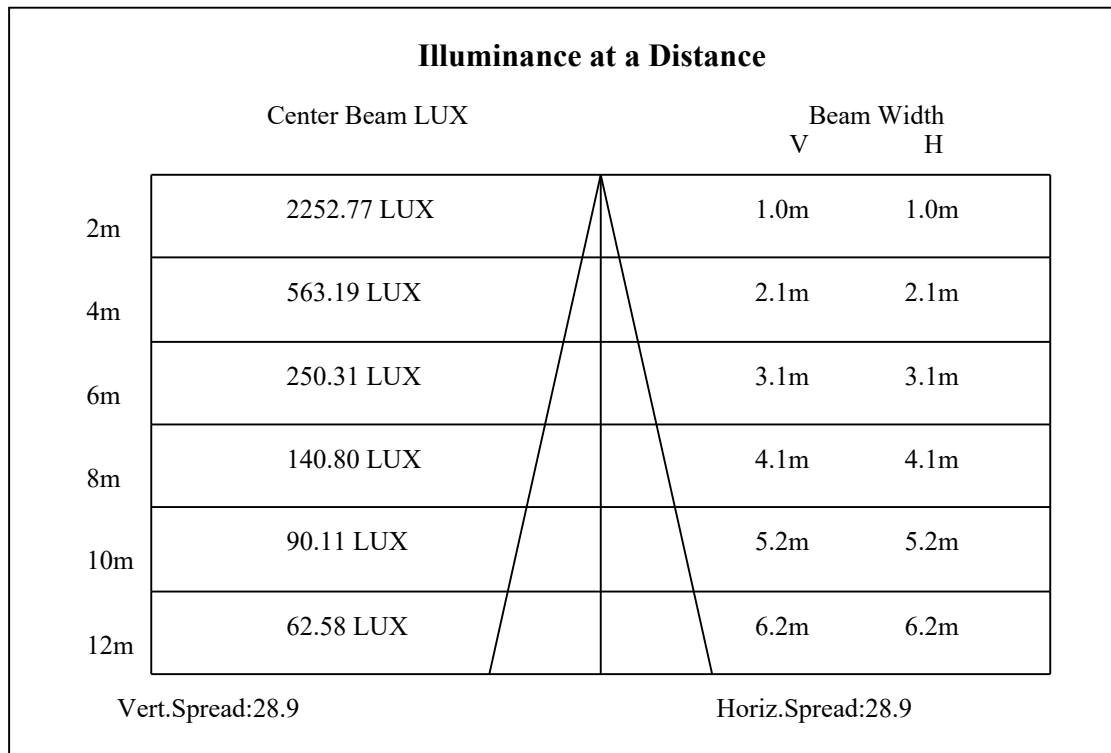 Illuminance at a Distance
Center Beam LUX Beam Width
V H
2m 2252.77 LUX 1.0m 1.0m
4m 563.19 LUX 2.1m 2.1m
6m 250.31 LUX 3.1m 3.1m
8m 140.80 LUX 4.1m 4.1m
10m 90.11 LUX 5.2m 5.2m
12m 62.58 LUX 6.2m 6.2m
Vert.Spread:28.9 Horiz.Spread:28.9